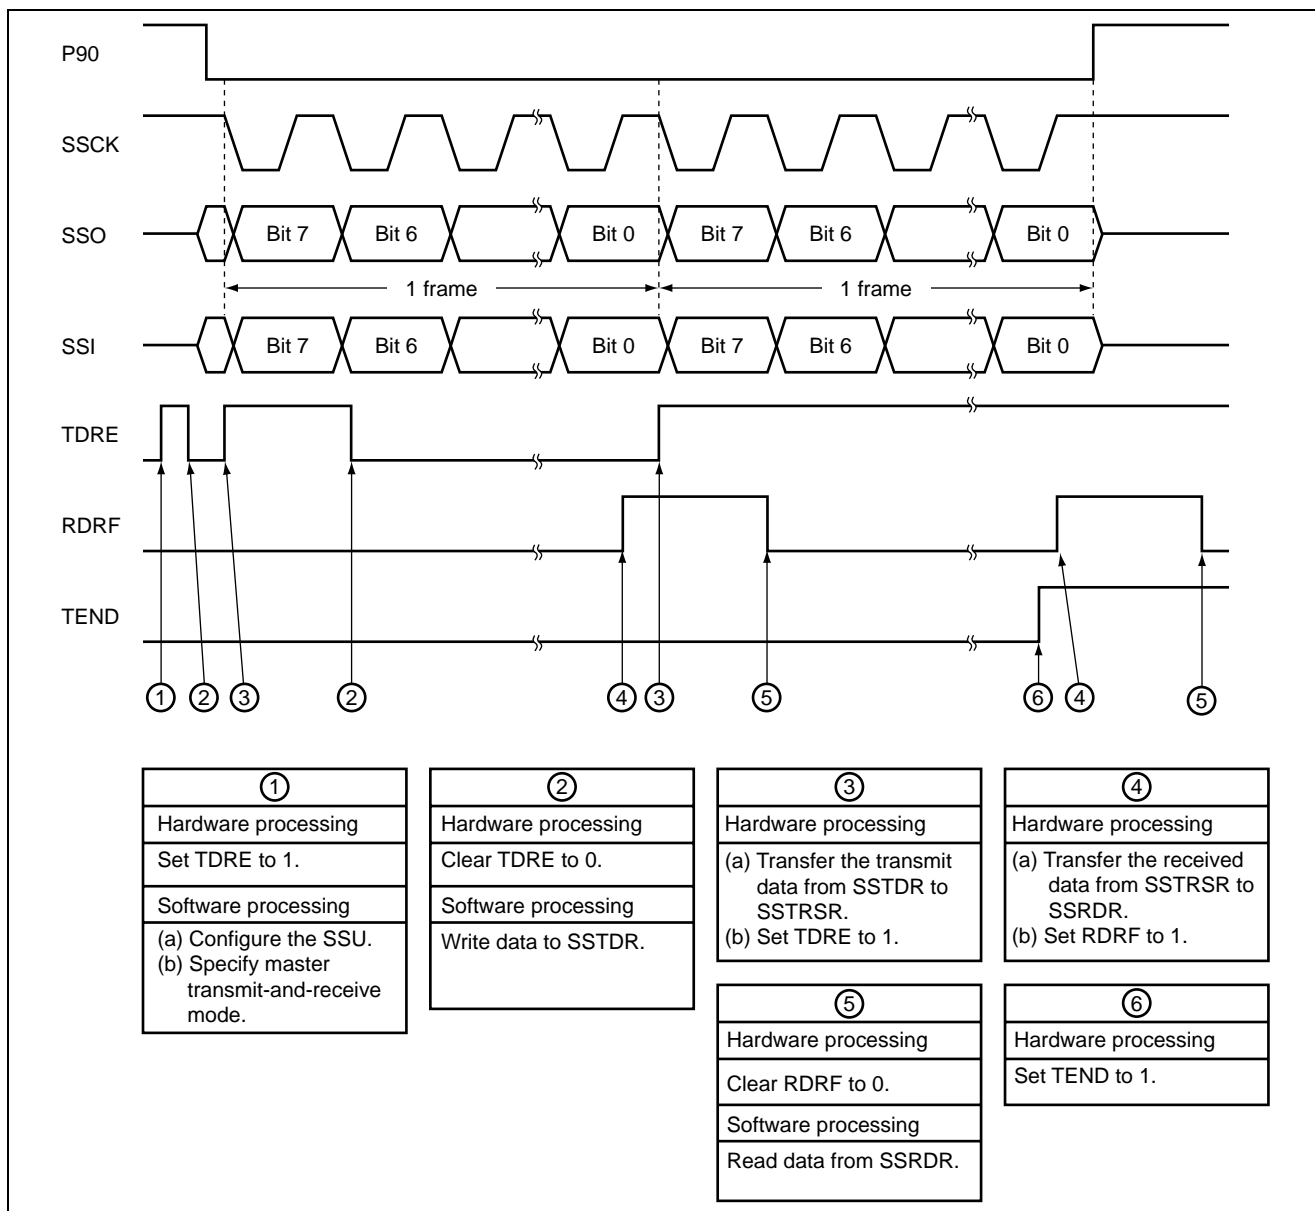 P90
SSCK
SSO
Bit 7 Bit 6 Bit 0 Bit 7 Bit 6 Bit 0
1 frame 1 frame
SSI
Bit 7 Bit 6 Bit 0 Bit 7 Bit 6 Bit 0
TDRE
RDRF
TEND
① ② ③ ② ④ ③ ⑤ ⑥ ④ ⑤
①
Hardware processing
Set TDRE to 1.
Software processing
(a) Configure the SSU.
(b) Specify master
transmit-and-receive
mode.
②
Hardware processing
Clear TDRE to 0.
Software processing
Write data to SSTDR.
③
Hardware processing
(a) Transfer the transmit
data from SSTDR to
SSTRSR.
(b) Set TDRE to 1.
④
Hardware processing
(a) Transfer the received
data from SSTRSR to
SSRDR.
(b) Set RDRF to 1.
⑤
Hardware processing
Clear RDRF to 0.
Software processing
Read data from SSRDR.
⑥
Hardware processing
Set TEND to 1.